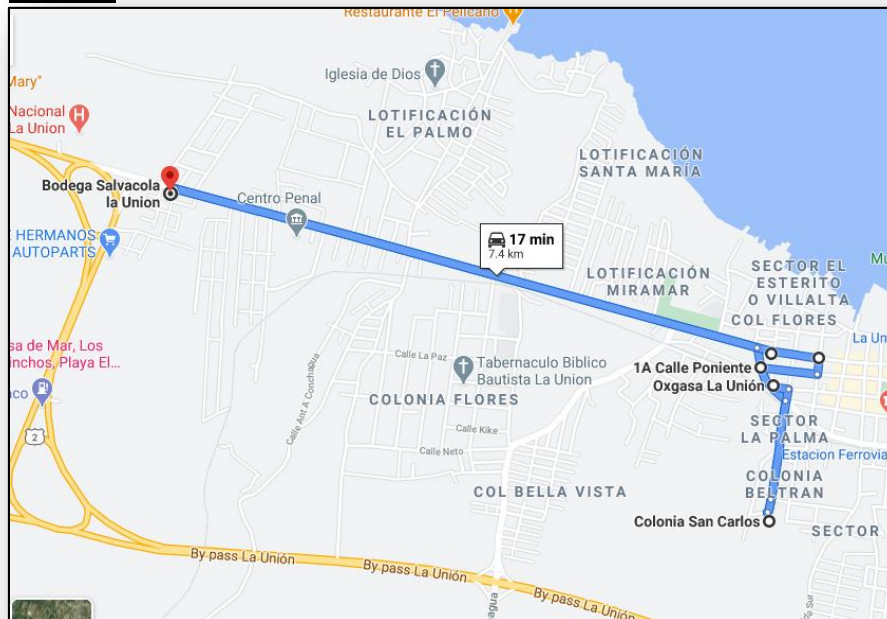 Restaurante El Pelícano
Iglesia de Dios
Mary"
LOTIFICACIÓN
EL PALMO
Nacional
La Union
LOTIFICACIÓN
SANTA MARÍA
Bodega Salvacola
la Union
Centro Penal
17 min
7.4 km
HERMANOS
AUTOPARTS
LOTIFICACIÓN
MIRAMAR
SECTOR EL
ESTERITO
O VILLALTA
COL FLORES
sa de Mar, Los
inchos, Playa El...
Calle La Paz
Tabernaculo Biblico
Bautista La Union
1A Calle Poniente
Oxgasa La Unión
COLONIA FLORES
Calle Ant A Conchagua
Calle Kike
SECTOR
LA PALMA
2
Calle Neto
Estacion Ferrovia
COL BELLA VISTA
COLONIA
BELTRAN
Colonia San Carlos
SECTOR
By pass La Unión
By pass La Unión
By pass La Unión